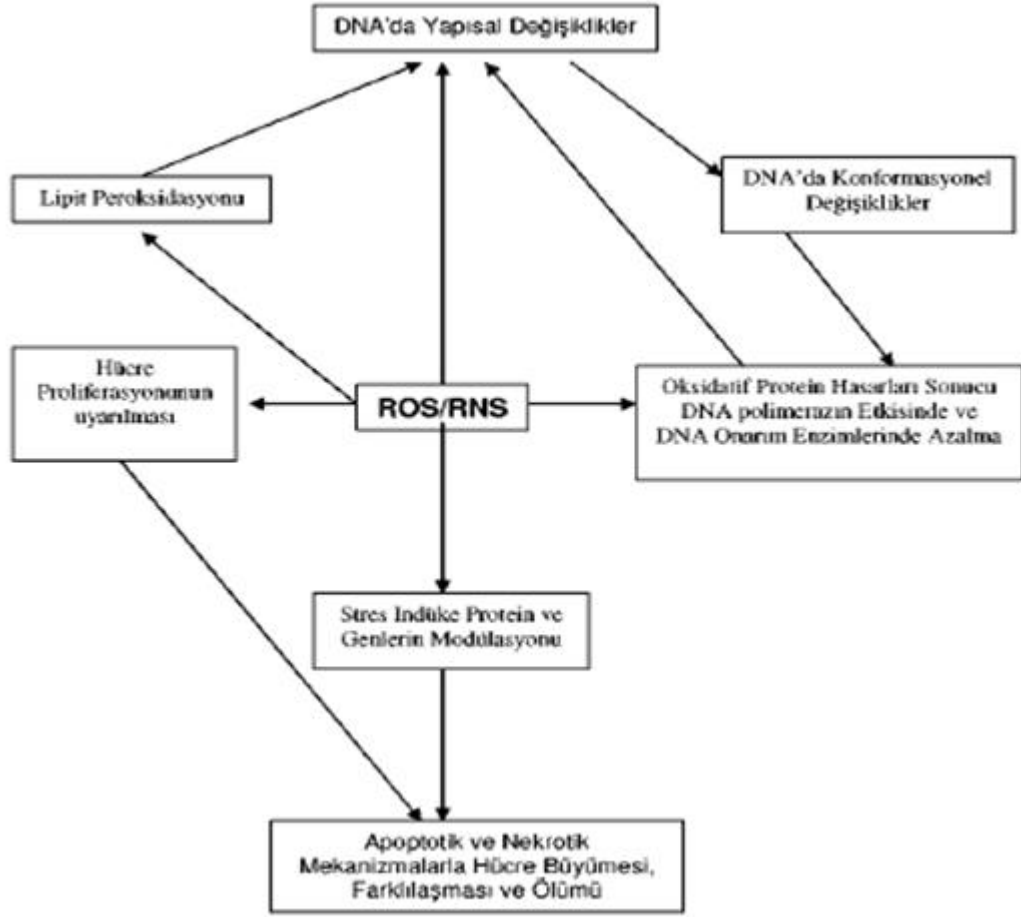 DNA'da Yapısal Değişiklikler
Lipit Peroksidasyonu
DNA'da Konformasyonel
Değişiklikler
Hücre
Proliferasyonunun
uyarılması
ROS/RNS
Oksidatif Protein Hasarları Sonucu
DNA polimerazın Etkisinde ve
DNA Onarım Enzimlerinde Azalma
Stres İndüke Protein ve
Genlerin Modülasyonu
Apoptotik ve Nekrotik
Mekanizmalarla Hücre Büyümesi,
Farklılaşması ve Ölümü